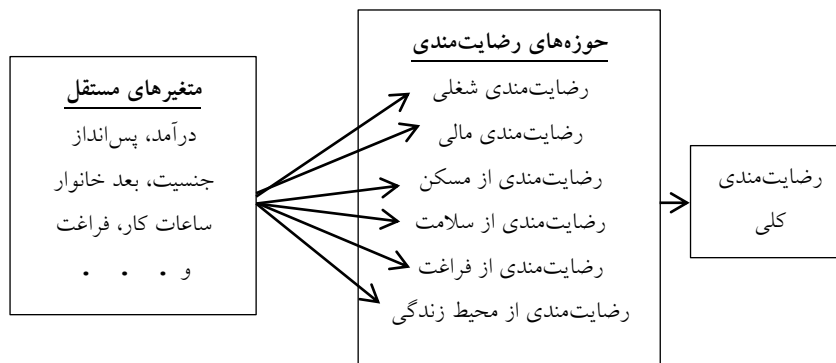 حوزه‌های رضایت‌مندی
رضایت‌مندی شغلی
رضایت‌مندی مالی
رضایت‌مندی از مسکن
رضایت‌مندی از سلامت
رضایت‌مندی از فراغت
رضایت‌مندی از محیط زندگی
متغیرهای مستقل
درآمد، پس‌انداز
جنسیت، بعد خانوار
ساعات کار، فراغت
و . . . .
رضایت‌مندی
کلی